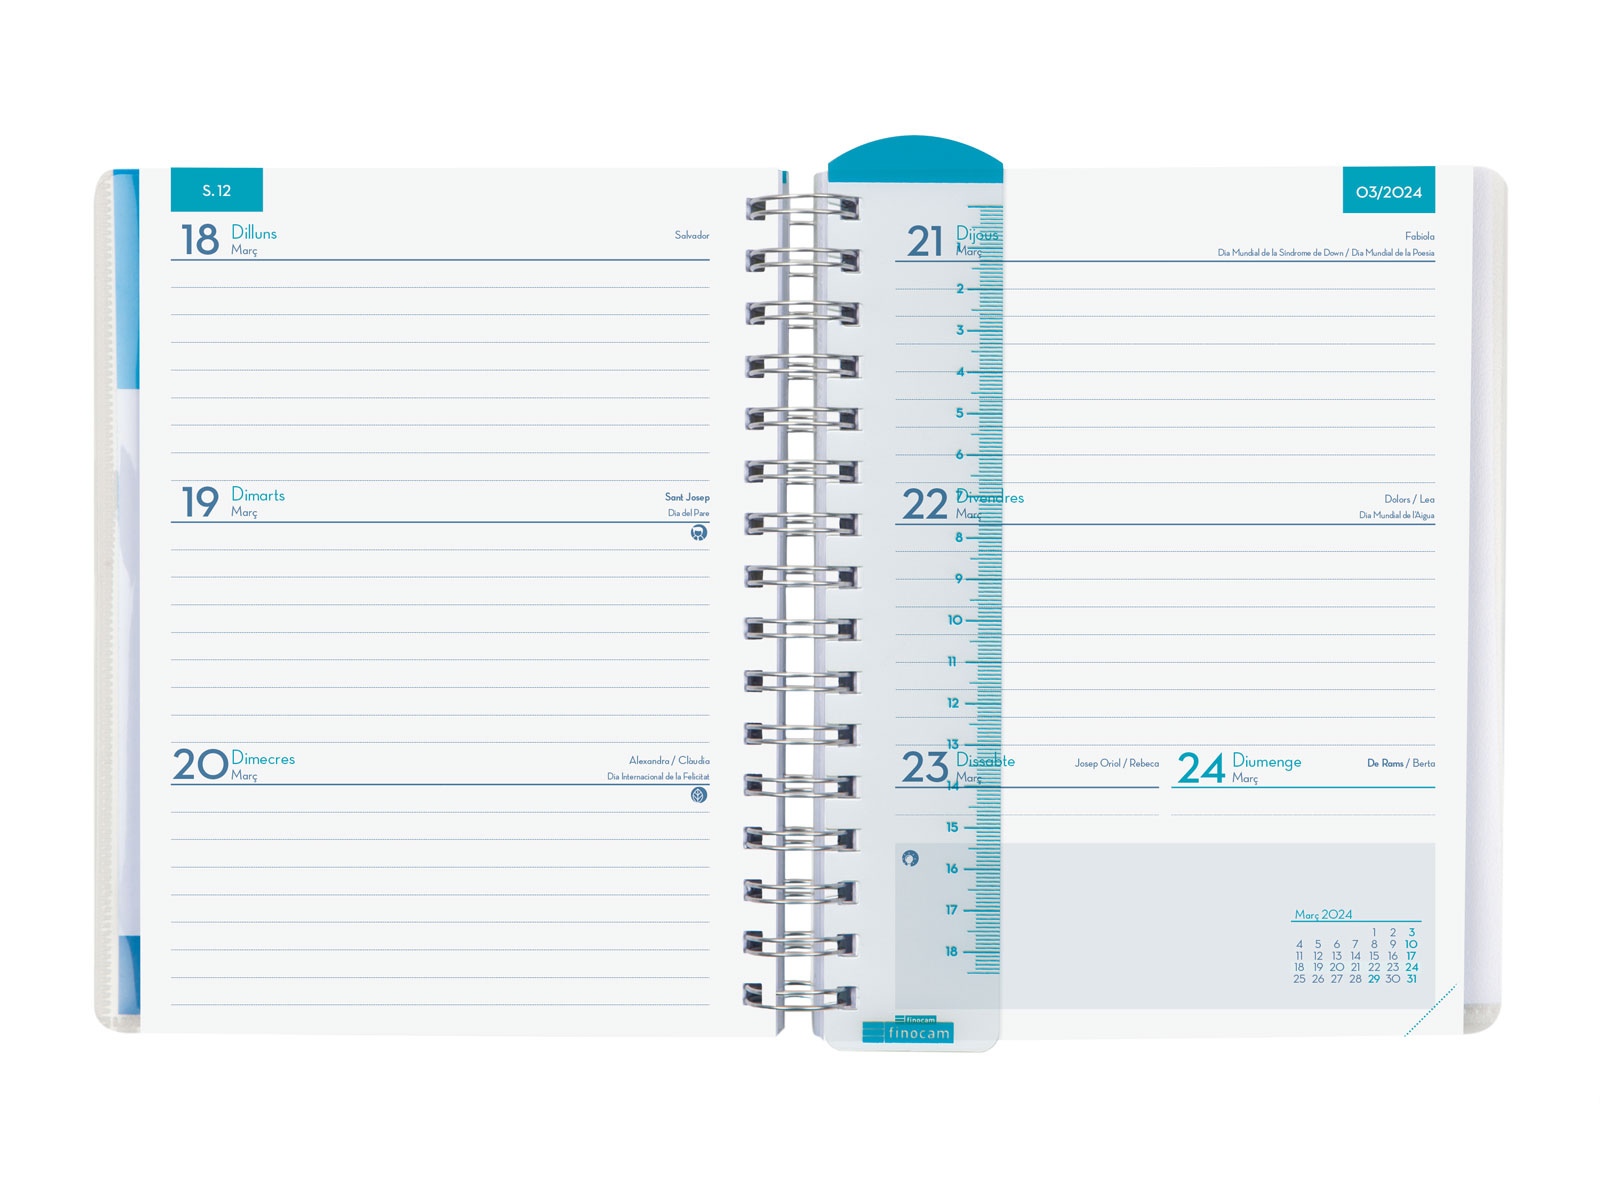 S. 12
18 Dilluns
Març
Salvador
19 Dimarts
Març
Sant Josep
Dia del Pare
20 Dimecres
Març
Alexandra / Clàudia
Dia Internacional de la Felicitat
03/2024
21 Dijous
Març
Fabiola
Dia Mundial de la Síndrome de Down / Dia Mundial de la Poesia
22 Divendres
Març
Dolors / Lea
Dia Mundial de l'Aigua
23 Dissabte
Març
Josep Oriol / Rebeca
24 Diumenge
Març
De Rams / Berta
1
2
3
4
5
6
7
8
9
10
11
12
13
14
15
16
17
18
Març 2024
1 2 3
4 5 6 7 8 9 10
11 12 13 14 15 16 17
18 19 20 21 22 23 24
25 26 27 28 29 30 31
finocam
finocam